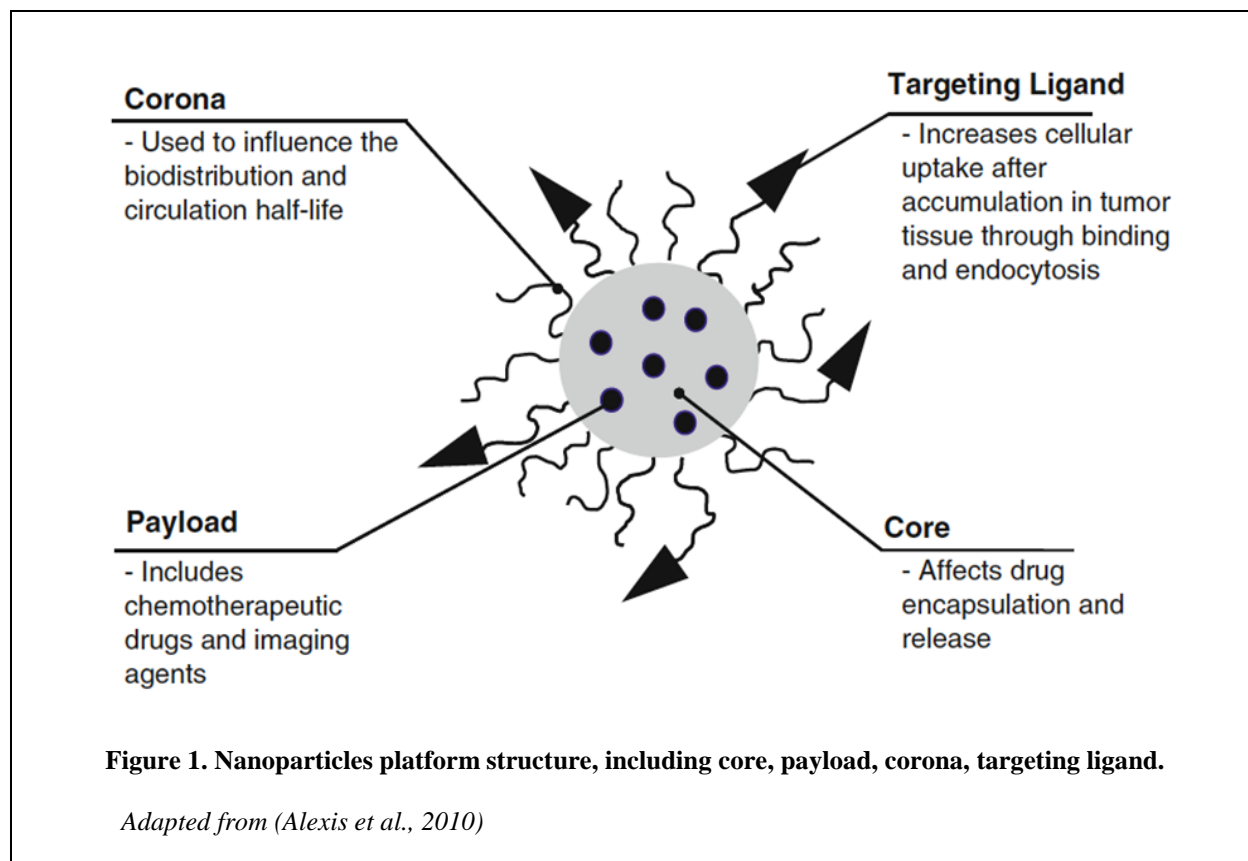 Corona
- Used to influence the
biodistribution and
circulation half-life
Targeting Ligand
- Increases cellular
uptake after
accumulation in tumor
tissue through binding
and endocytosis
Payload
- Includes
chemotherapeutic
drugs and imaging
agents
Core
- Affects drug
encapsulation and
release
Figure 1. Nanoparticles platform structure, including core, payload, corona, targeting ligand.
Adapted from (Alexis et al., 2010)